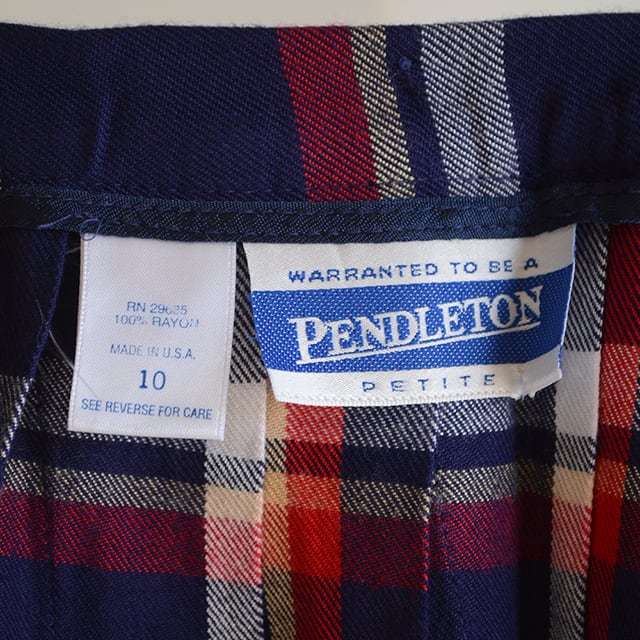 RN 29685
100% RAYON
MADE IN U.S.A.
10
SEE REVERSE FOR CARE
WARRANTED TO BE A
PENDLETON
PETITE